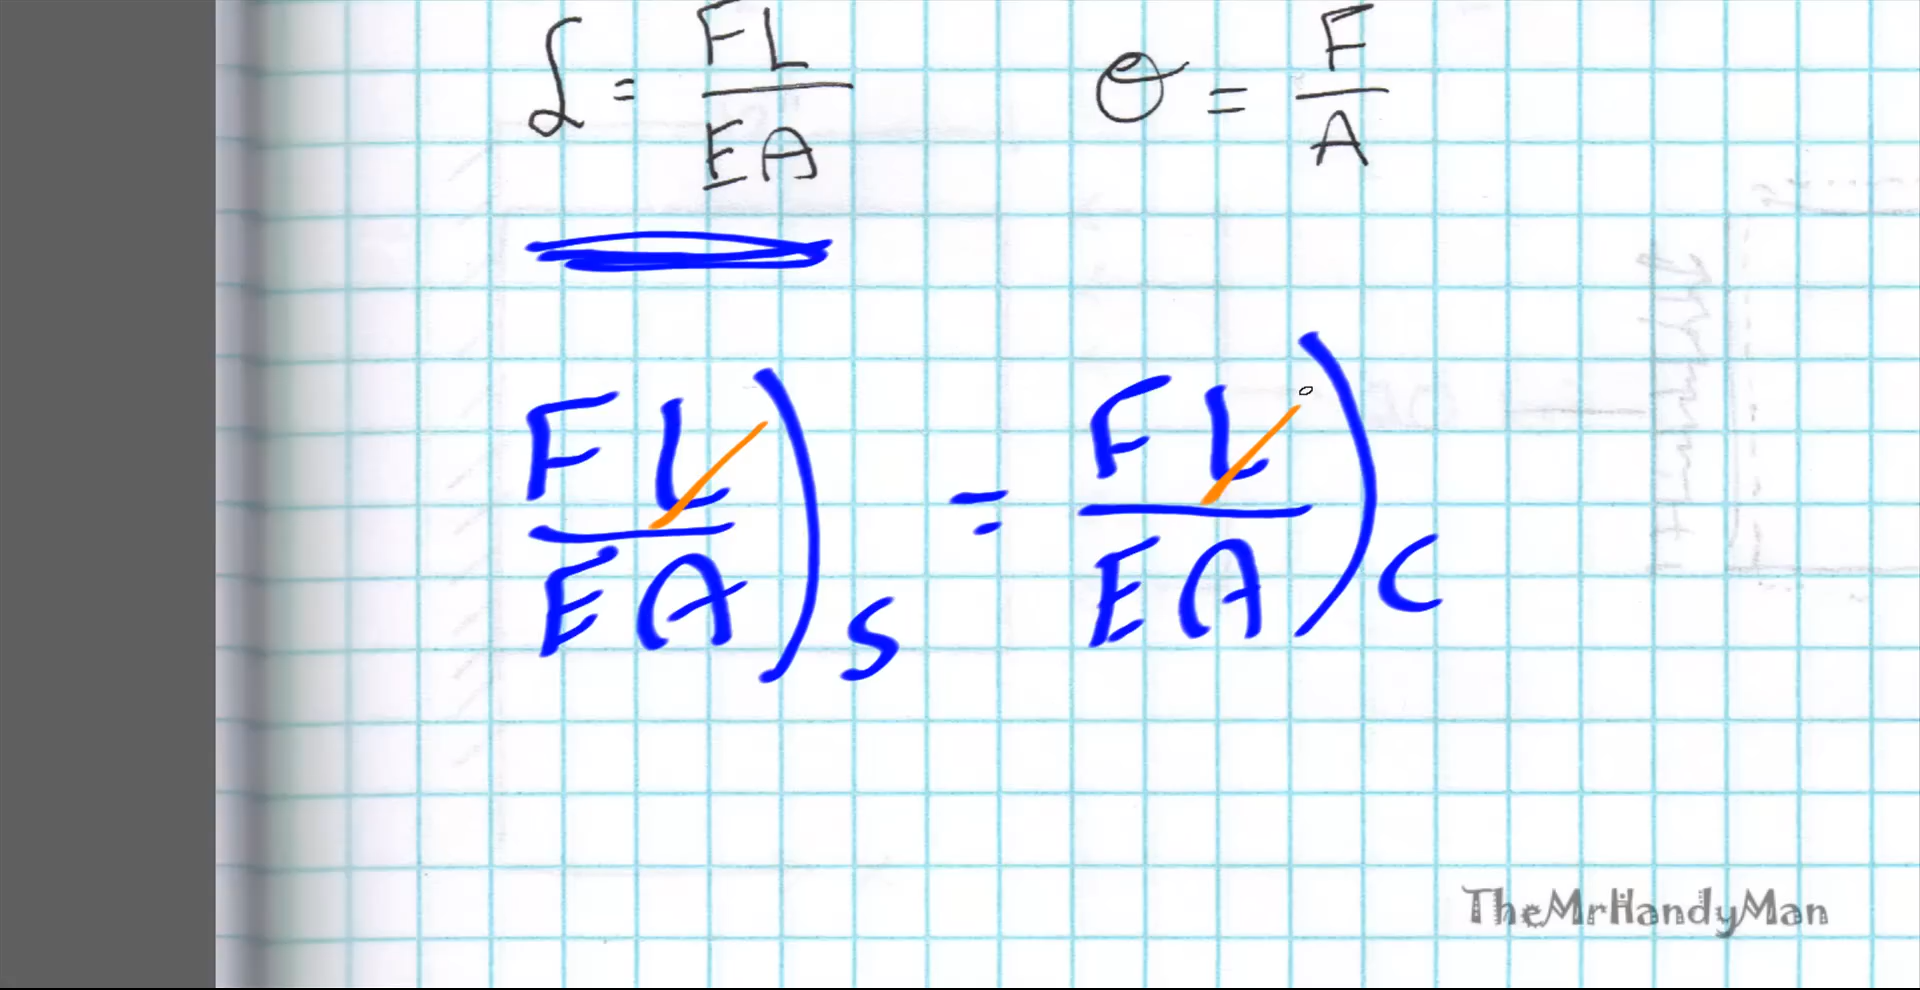 δ = FL / EA    σ = F / A
FL / EA )s = FL / EA )c
TheMrHandyMan